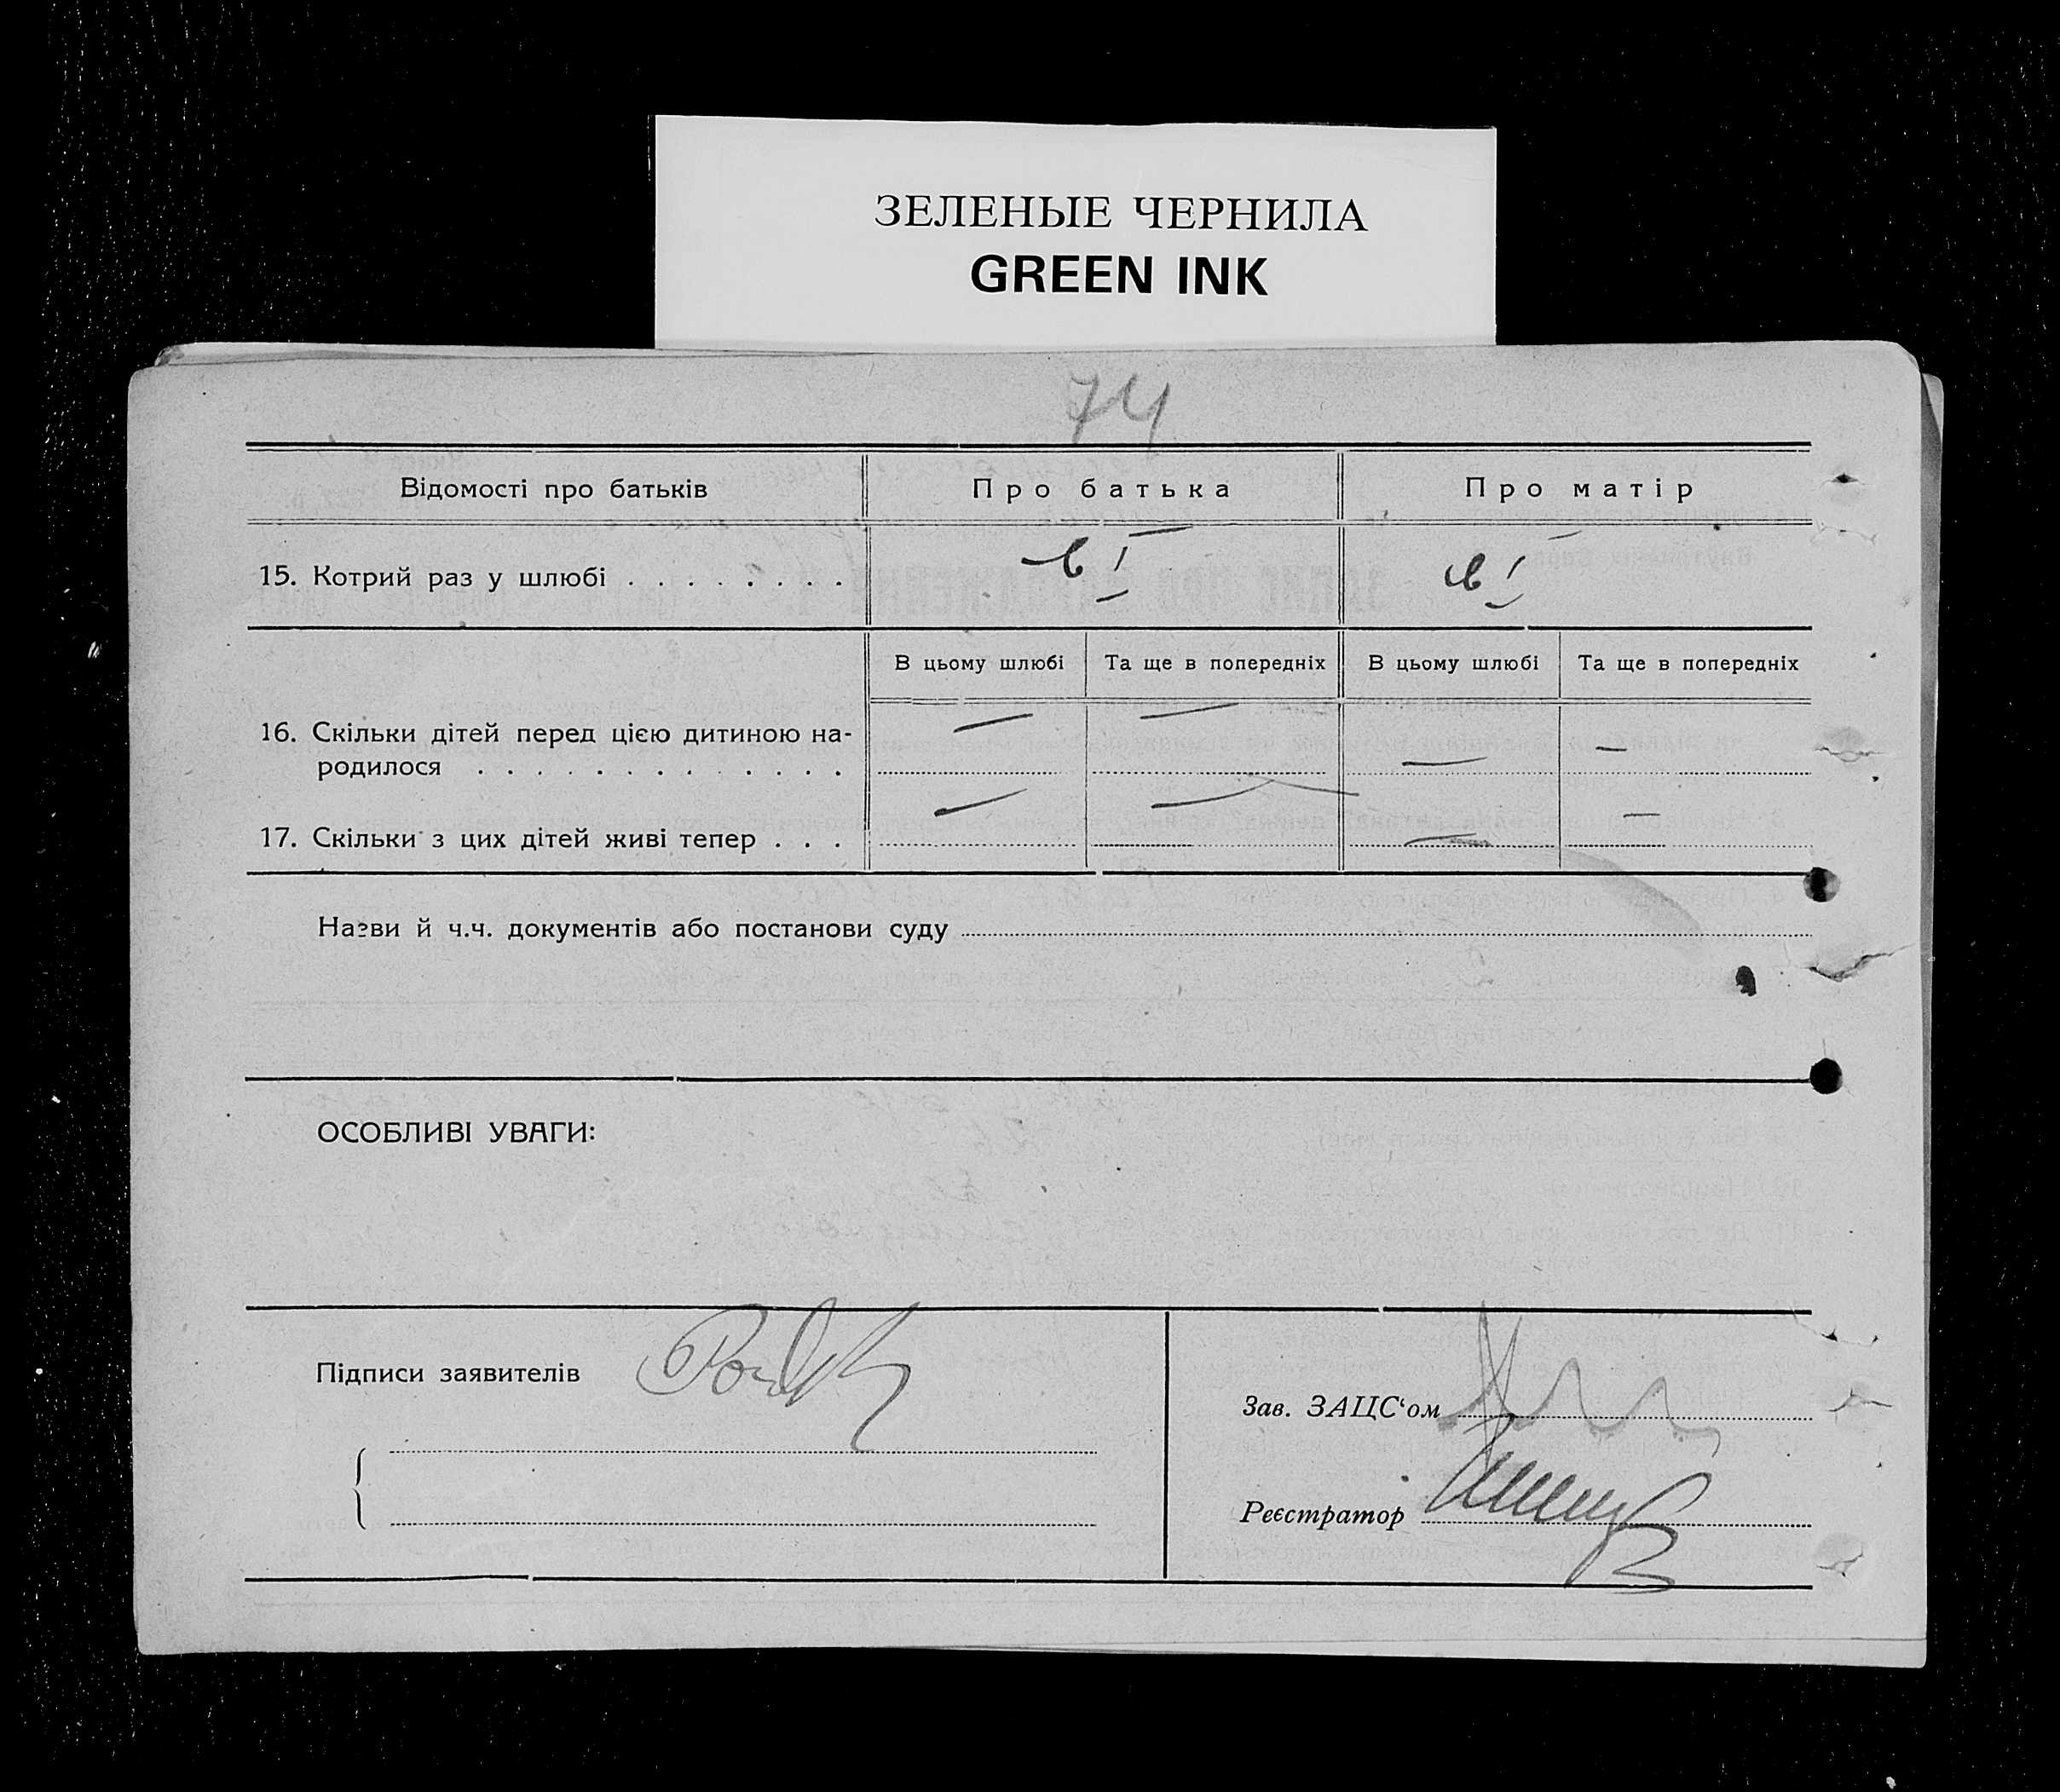 ЗЕЛЕНЫЕ ЧЕРНИЛА
GREEN INK
74
Відомості про батьків Про батька Про матір
15. Котрий раз у шлюбі . . . . . . . . в I в I
В цьому шлюбі Та ще в попередніх В цьому шлюбі Та ще в попередніх
16. Скільки дітей перед цією дитиною на-
родилося . . . . . . . . . . . . . — — — —
17. Скільки з цих дітей живі тепер . . . — — — —
Назви й ч.ч. документів або постанови суду
ОСОБЛИВІ УВАГИ:
Підписи заявителів
Зав. ЗАЦС‘ом
Реєстратор